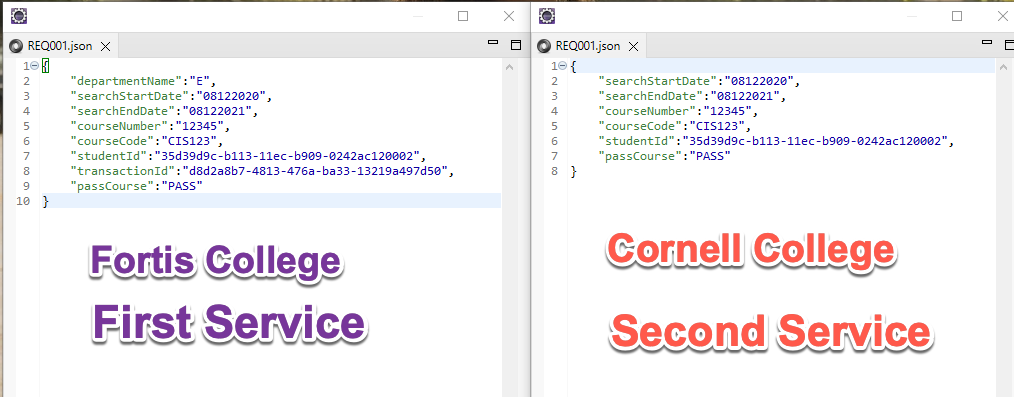 REQ001.json
1 {
2 "departmentName":"E",
3 "searchStartDate":"08122020",
4 "searchEndDate":"08122021",
5 "courseNumber":"12345",
6 "courseCode":"CIS123",
7 "studentId":"35d39d9c-b113-11ec-b909-0242ac120002",
8 "transactionId":"d8d2a8b7-4813-476a-ba33-13219a497d50",
9 "passCourse":"PASS"
10 }
Fortis College
First Service
REQ001.json
1 {
2 "searchStartDate":"08122020",
3 "searchEndDate":"08122021",
4 "courseNumber":"12345",
5 "courseCode":"CIS123",
6 "studentId":"35d39d9c-b113-11ec-b909-0242ac120002",
7 "passCourse":"PASS"
8 }
Cornell College
Second Service